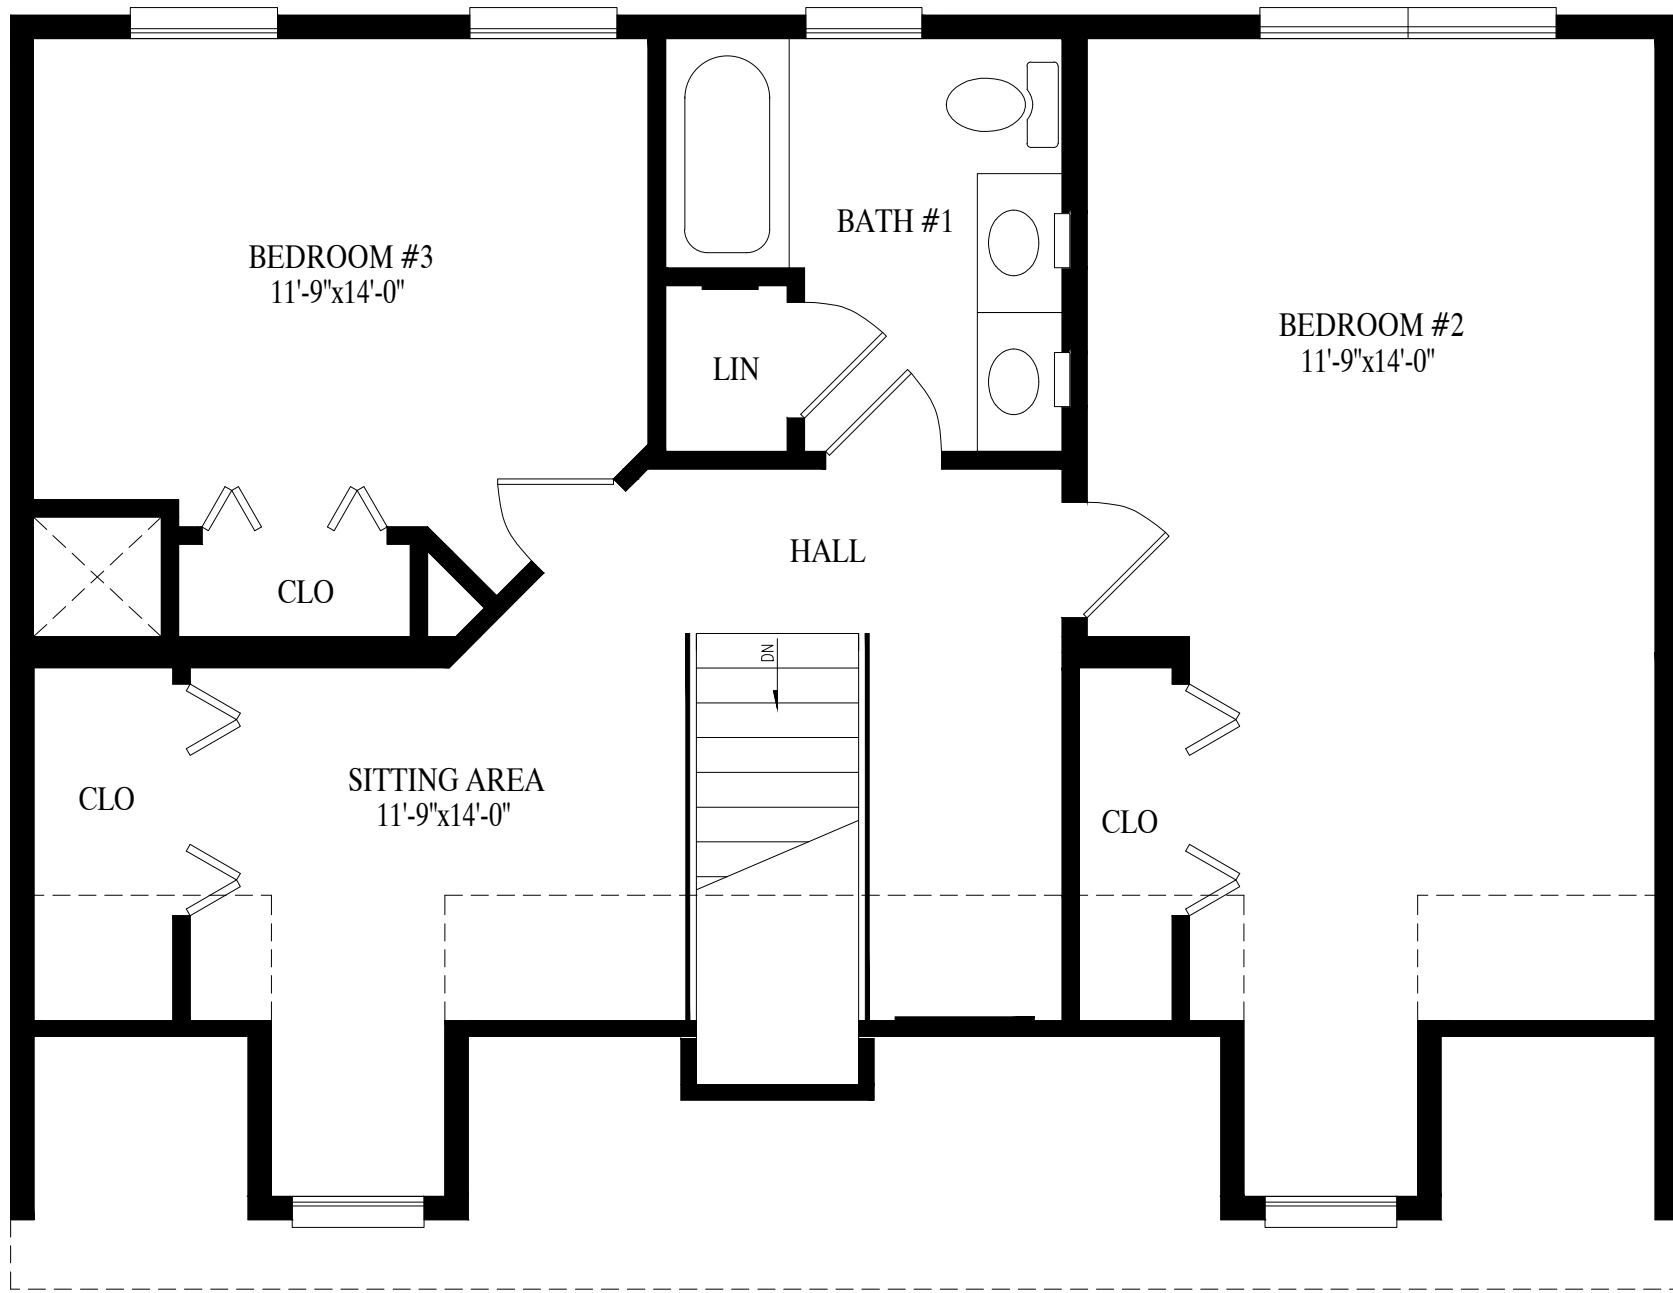 BATH #1
BEDROOM #3
11'-9"x14'-0"
BEDROOM #2
11'-9"x14'-0"
LIN
HALL
CLO
DN
SITTING AREA
11'-9"x14'-0"
CLO
CLO